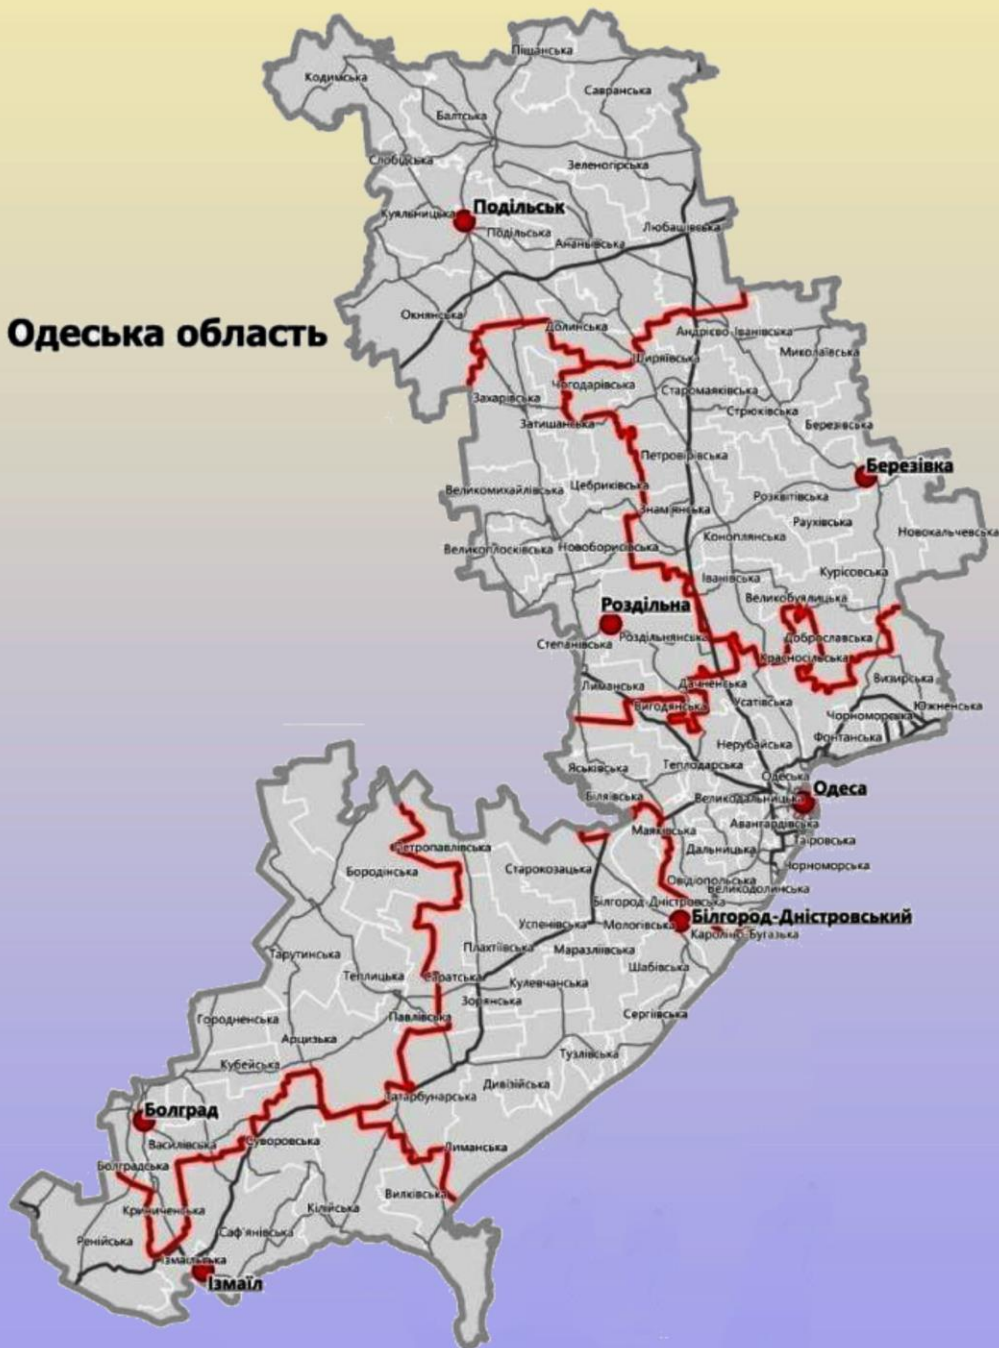 Піщанська
Кодимська
Савранська
Балтська
Слобідська
Зеленогірська
Подільськ
Куяльницька
Подільська
Любашівська
Ананьївська
Окнянська
Долинська
Одеська область
Андрієво-Іванівська
Миколаївська
Ширяївська
Чогодарівська
Старомаяківська
Захарівська
Стрюківська
Затишанська
Березівська
Петровірівська
Березівка
Великомихайлівська
Цебриківська
Розквітівська
Знам'янська
Раухівська
Новокальчевська
Коноплянська
Великоплосківська
Новоборисівська
Іванівська
Курісовська
Великобуялицька
Роздільна
Роздільнянська
Доброславська
Степанівська
Красносільська
Лиманська
Дачненська
Визирська
Вигодянська
Усатівська
Южненська
Чорноморська
Фонтанська
Нерубайська
Яськівська
Теплодарська
Одеська
Одеса
Біляївська
Великодальницька
Авангардівська
Маяківська
Таїровська
Петропавлівська
Дальницька
Чорноморська
Бородінська
Старокозацька
Овідіопольська
Великодолинська
Білгород-Дністровська
Білгород-Дністровський
Успенівська
Мологівська
Кароліно-Бугазька
Тарутинська
Плахтіївська
Маразліївська
Теплицька
Саратська
Шабівська
Кулевчанська
Зорянська
Городненська
Павлівська
Сергіївська
Арцизька
Тузлівська
Кубейська
Дивізійська
Татарбунарська
Болград
Василівська
Суворовська
Лиманська
Болградська
Вилківська
Криничненська
Кілійська
Саф'янівська
Ренійська
Ізмаїльська
Ізмаїл